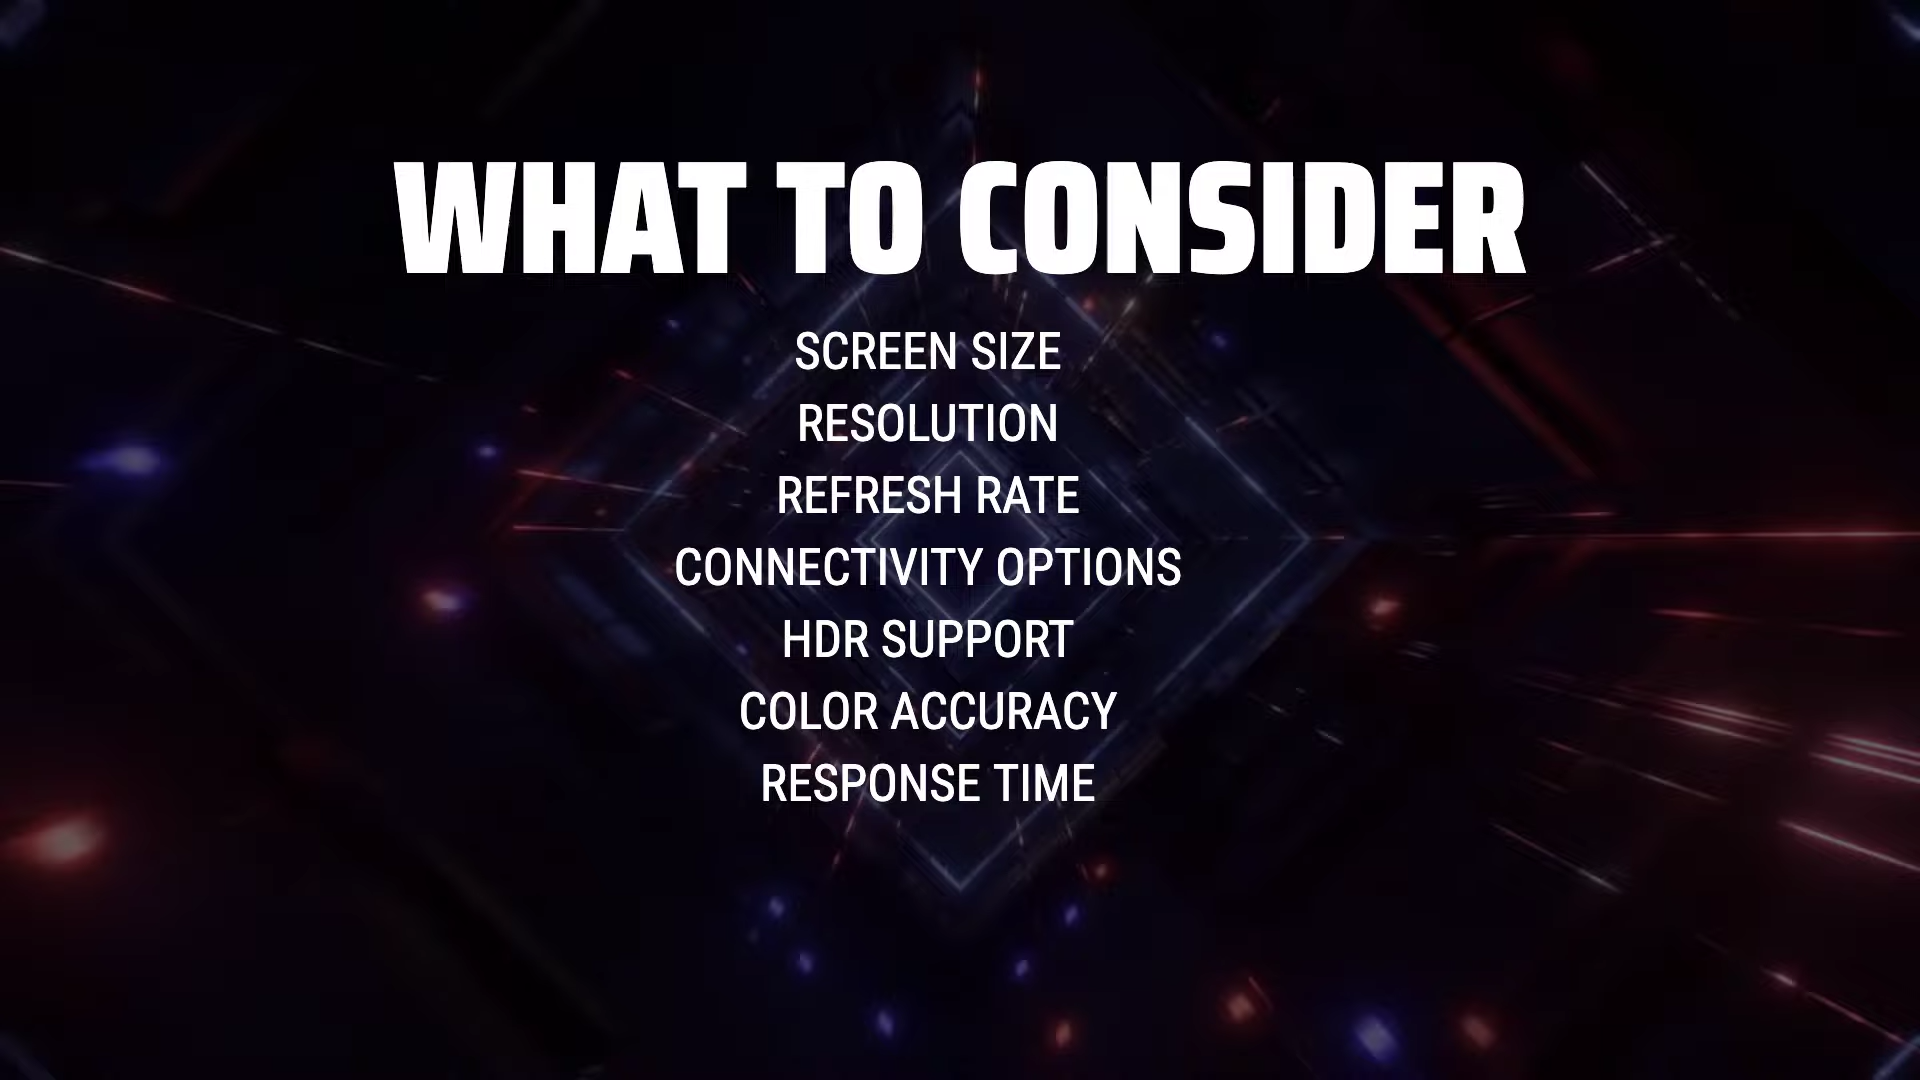 WHAT TO CONSIDER
SCREEN SIZE
RESOLUTION
REFRESH RATE
CONNECTIVITY OPTIONS
HDR SUPPORT
COLOR ACCURACY
RESPONSE TIME